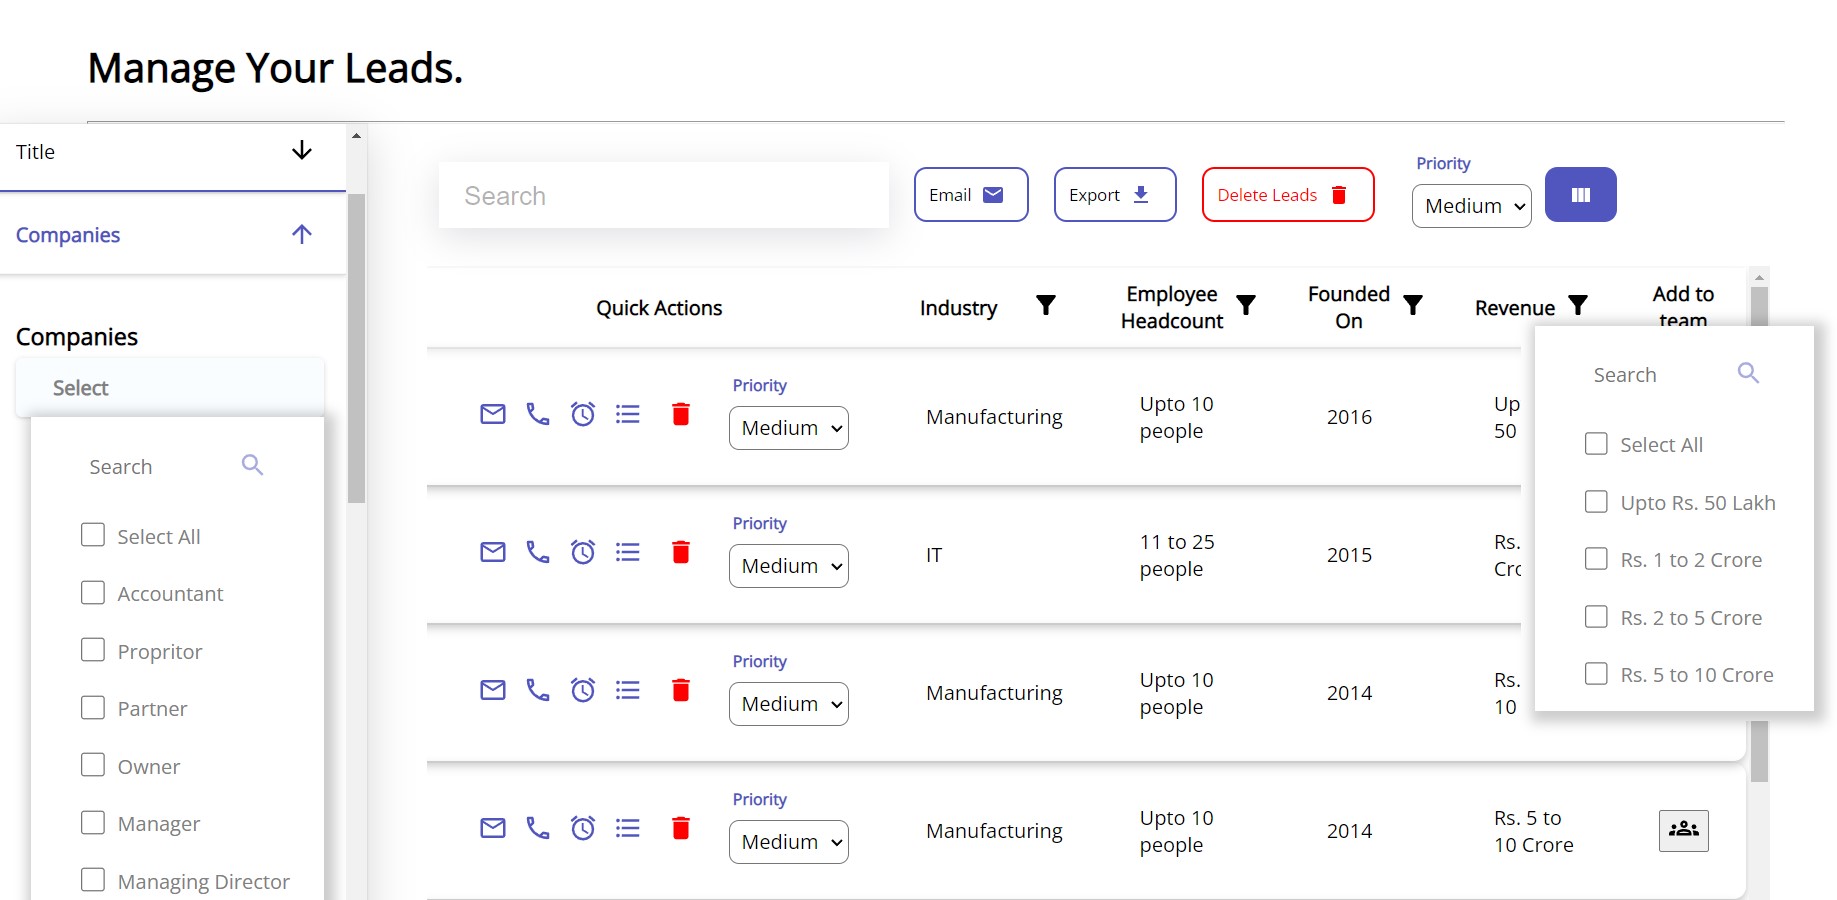 Manage Your Leads.
Title
Companies
Companies
Select
Search
Select All
Accountant
Propritor
Partner
Owner
Manager
Managing Director
Search
Email
Export
Delete Leads
Priority
Medium
Quick Actions
Industry
Employee
Headcount
Founded
On
Revenue
Add to
team
Priority
Medium
Manufacturing
Upto 10
people
2016
Up
50
Priority
Medium
IT
11 to 25
people
2015
Rs.
Priority
Medium
Manufacturing
Upto 10
people
2014
Rs.
10
Priority
Medium
Manufacturing
Upto 10
people
2014
Rs. 5 to
10 Crore
Search
Select All
Upto Rs. 50 Lakh
Rs. 1 to 2 Crore
Rs. 2 to 5 Crore
Rs. 5 to 10 Crore